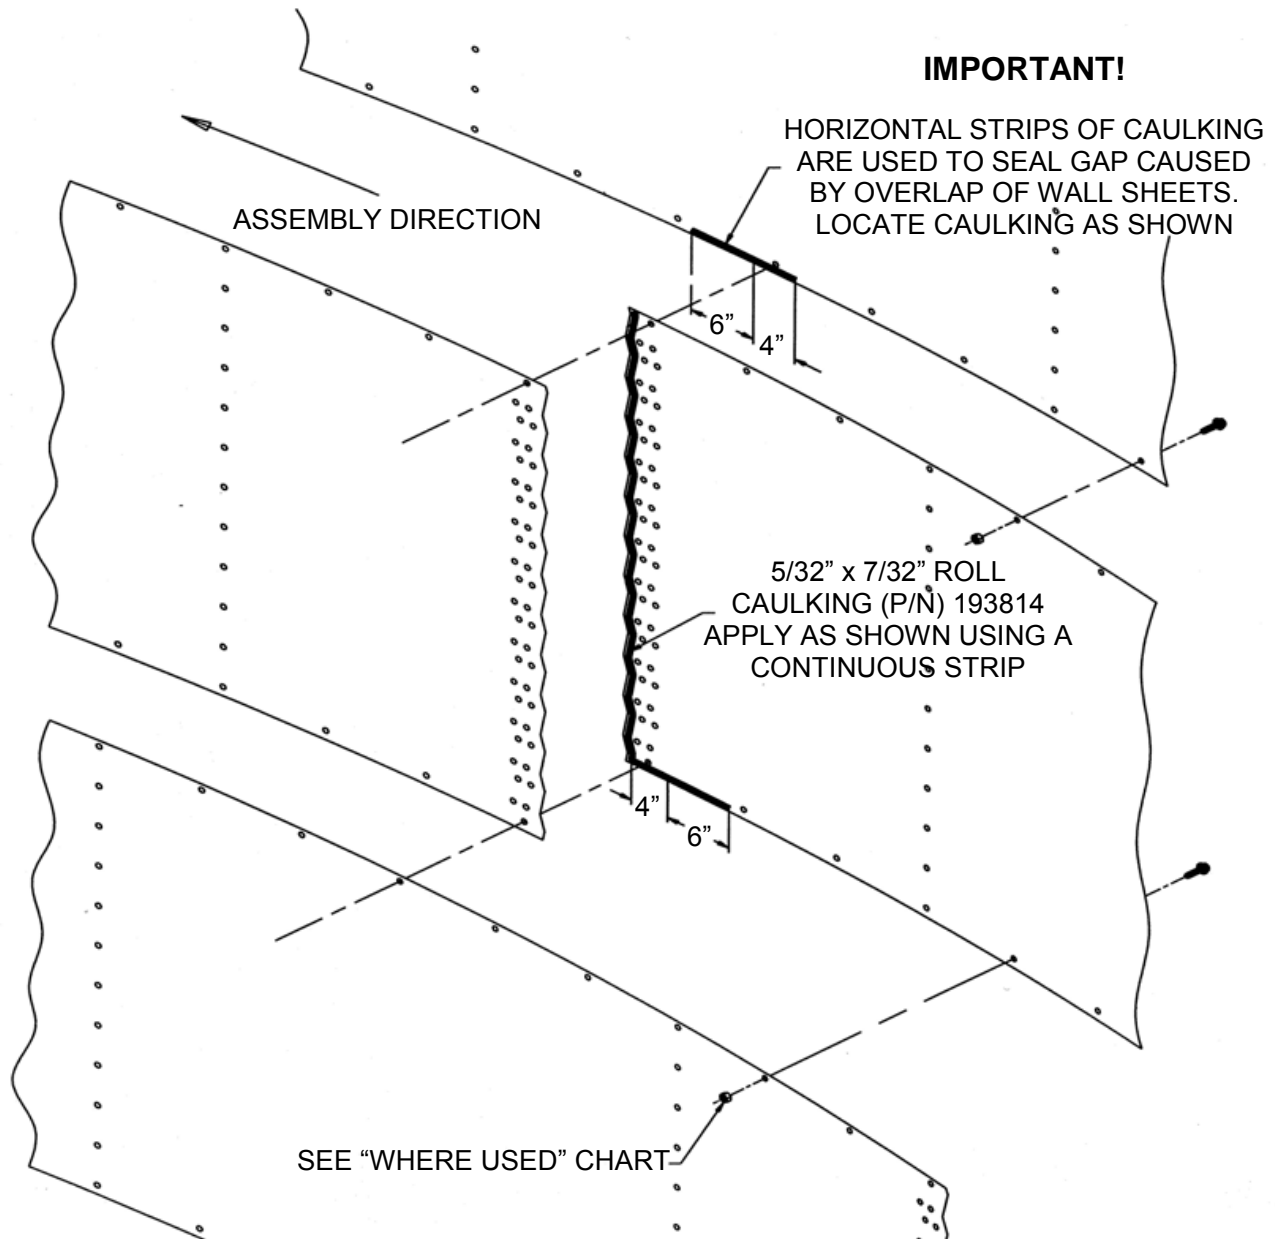 IMPORTANT!
HORIZONTAL STRIPS OF CAULKING
ARE USED TO SEAL GAP CAUSED
BY OVERLAP OF WALL SHEETS.
LOCATE CAULKING AS SHOWN
ASSEMBLY DIRECTION
6”
4”
5/32” x 7/32” ROLL
CAULKING (P/N) 193814
APPLY AS SHOWN USING A
CONTINUOUS STRIP
4”
6”
SEE “WHERE USED” CHART